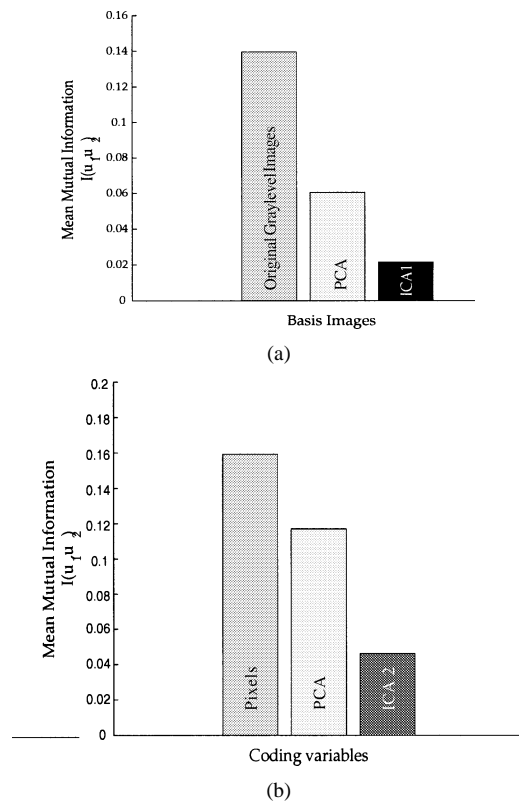 0.16
0.14
0.12
0.1
0.08
0.06
0.04
0.02
0
Mean Mutual Information
I(u₁u₂)
Original Graylevel Images
PCA
ICA1
Basis Images
(a)
0.2
0.18
0.16
0.14
0.12
0.1
0.08
0.06
0.04
0.02
0
Mean Mutual Information
I(u₁u₂)
Pixels
PCA
ICA 2
Coding variables
(b)